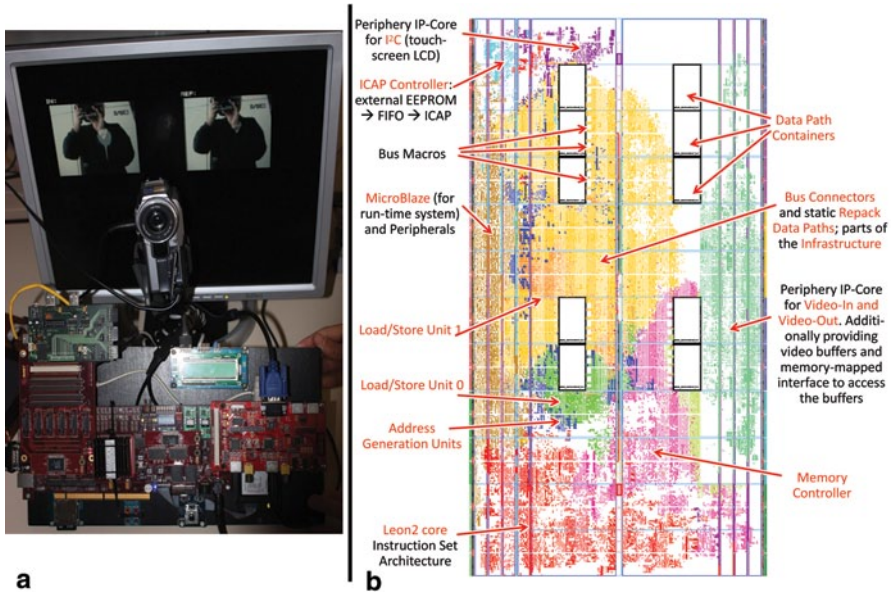 a
b
Periphery IP-Core
for I²C (touch-
screen LCD)
ICAP Controller:
external EEPROM
→ FIFO → ICAP
Bus Macros
MicroBlaze (for
run-time system)
and Peripherals
Load/Store Unit 1
Load/Store Unit 0
Address
Generation Units
Leon2 core
Instruction Set
Architecture
Data Path
Containers
Bus Connectors
and static Repack
Data Paths; parts of
the Infrastructure
Periphery IP-Core
for Video-In and
Video-Out. Additi-
onally providing
video buffers and
memory-mapped
interface to access
the buffers
Memory
Controller